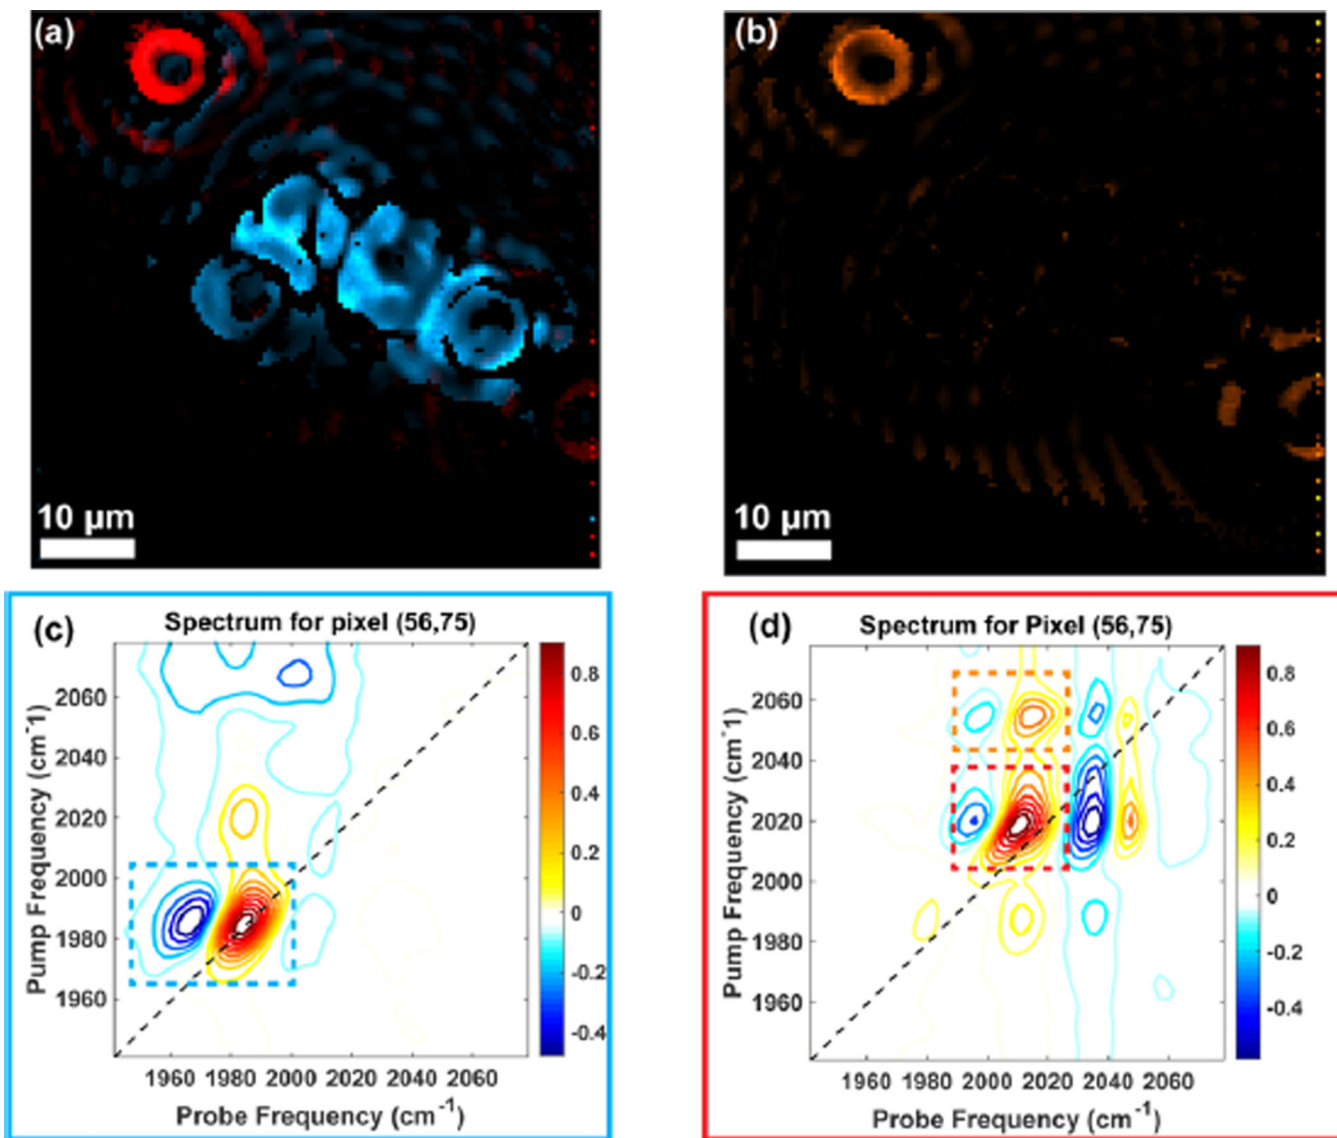 (a)
(b)
10 µm
10 µm
(c)
Spectrum for pixel (56,75)
2060
2040
2020
2000
1980
1960
Pump Frequency (cm⁻¹)
1960 1980 2000 2020 2040 2060
Probe Frequency (cm⁻¹)
0.8
0.6
0.4
0.2
0
-0.2
-0.4
(d)
Spectrum for Pixel (56,75)
2060
2040
2020
2000
1980
1960
Pump Frequency (cm⁻¹)
1960 1980 2000 2020 2040 2060
Probe Frequency (cm⁻¹)
0.8
0.6
0.4
0.2
0
-0.2
-0.4